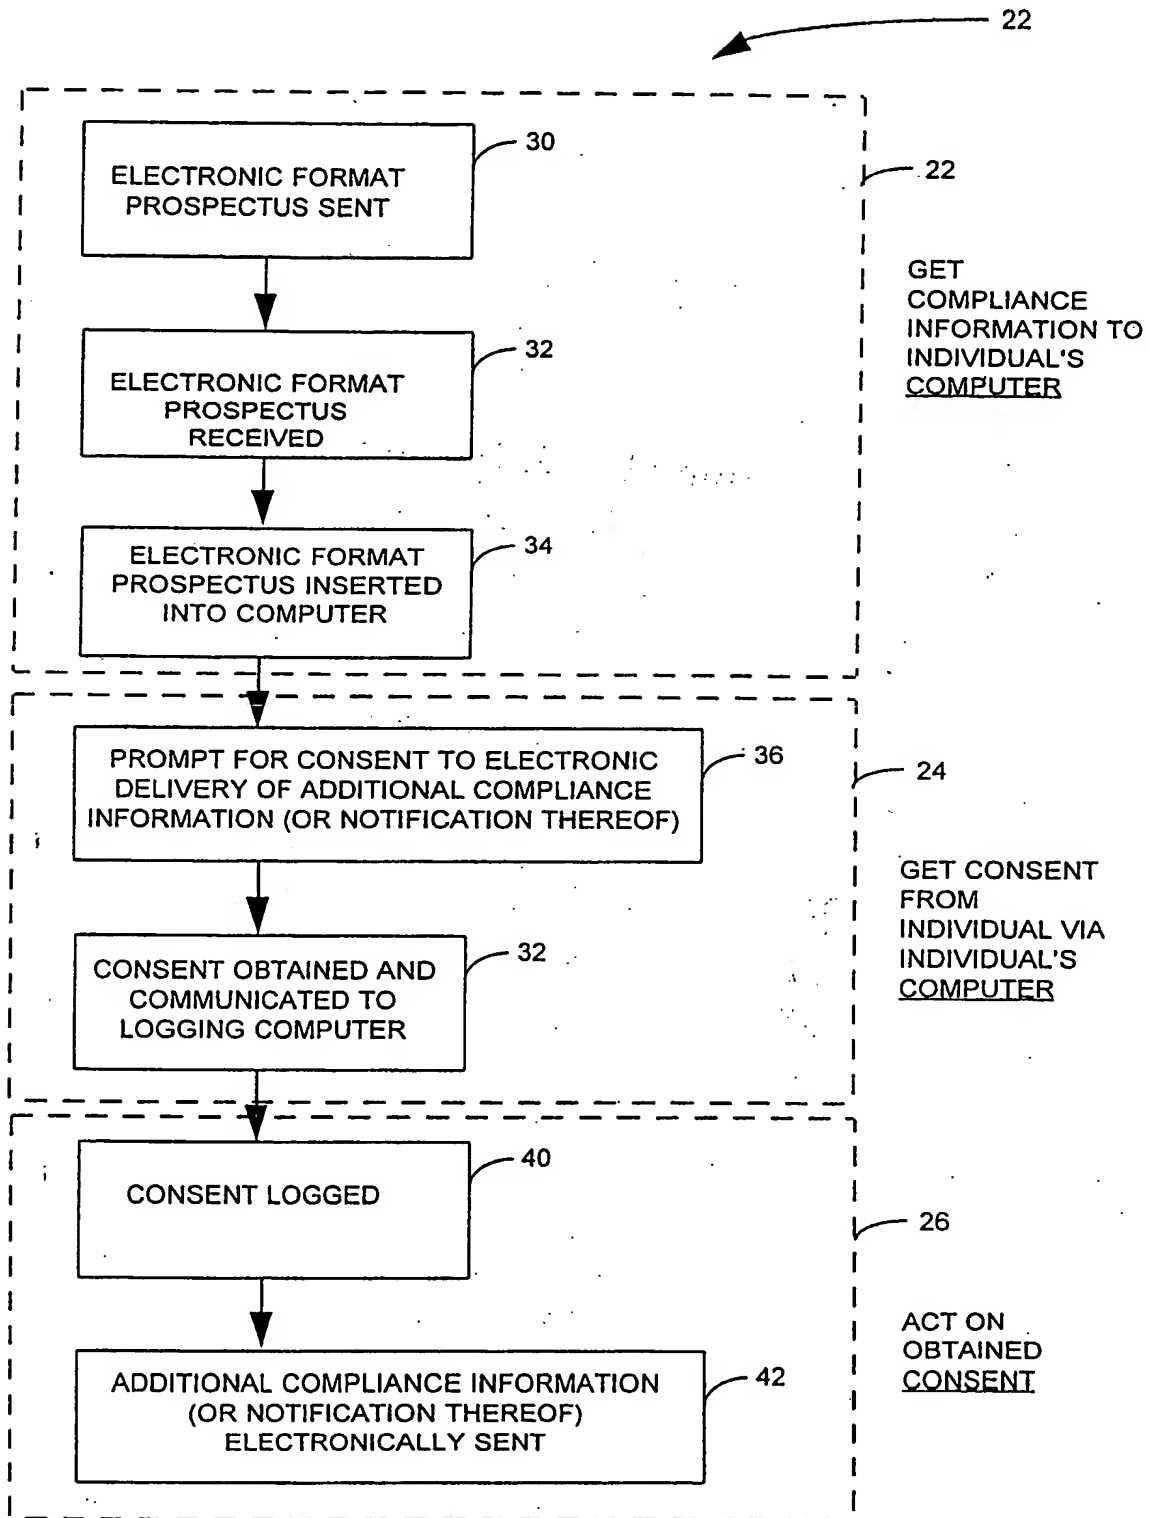 22
30
ELECTRONIC FORMAT
PROSPECTUS SENT
22
GET
COMPLIANCE
INFORMATION TO
INDIVIDUAL'S
COMPUTER
32
ELECTRONIC FORMAT
PROSPECTUS
RECEIVED
34
ELECTRONIC FORMAT
PROSPECTUS INSERTED
INTO COMPUTER
36
PROMPT FOR CONSENT TO ELECTRONIC
DELIVERY OF ADDITIONAL COMPLIANCE
INFORMATION (OR NOTIFICATION THEREOF)
24
GET CONSENT
FROM
INDIVIDUAL VIA
INDIVIDUAL'S
COMPUTER
32
CONSENT OBTAINED AND
COMMUNICATED TO
LOGGING COMPUTER
40
CONSENT LOGGED
26
ACT ON
OBTAINED
CONSENT
42
ADDITIONAL COMPLIANCE INFORMATION
(OR NOTIFICATION THEREOF)
ELECTRONICALLY SENT